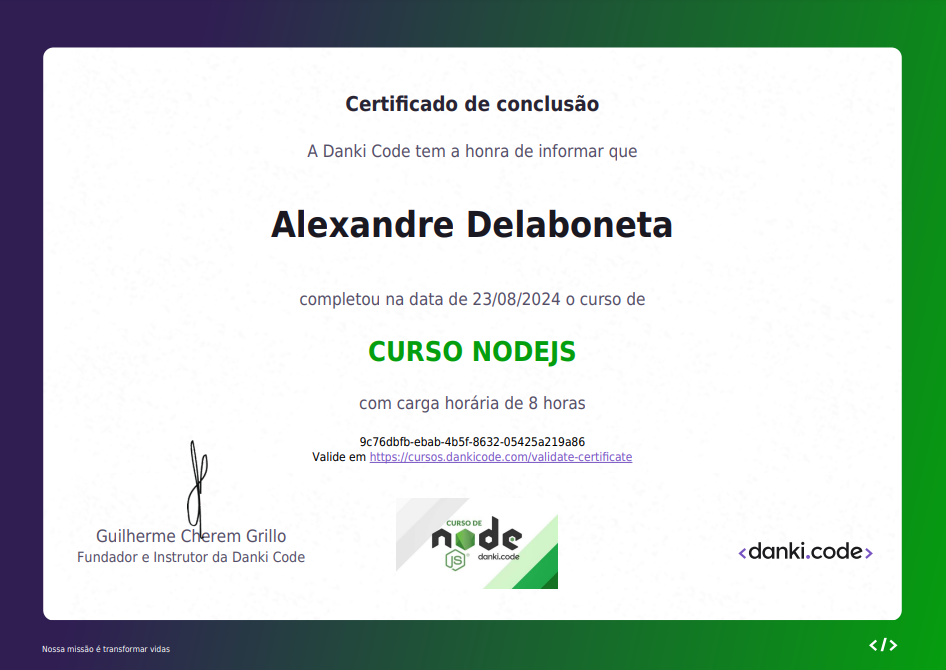 Certificado de conclusão
A Danki Code tem a honra de informar que
Alexandre Delaboneta
completou na data de 23/08/2024 o curso de
CURSO NODEJS
com carga horária de 8 horas
9c76dbfb-ebab-4b5f-8632-05425a219a86
Valide em https://cursos.dankicode.com/validate-certificate
Guilherme Cherem Grillo
Fundador e Instrutor da Danki Code
CURSO DE
node
JS
danki.code
<danki.code>
Nossa missão é transformar vidas
</>